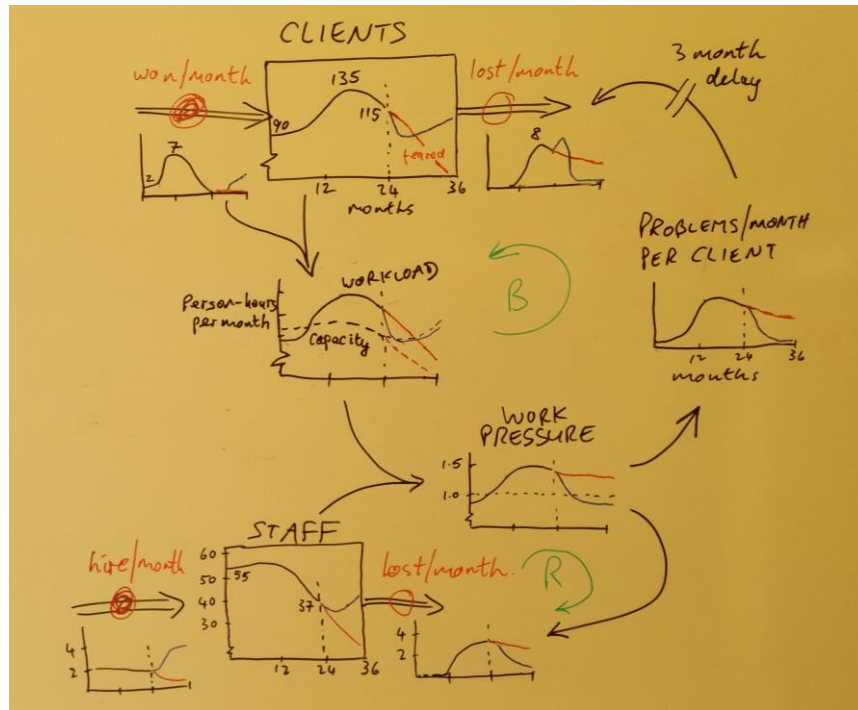 CLIENTS
won/month
135
lost/month
3 month
delay
90
115
feared
7
2
8
12
24
36
months
PROBLEMS/MONTH
PER CLIENT
WORKLOAD
Person-hours
per month
Capacity
B
12
24
36
months
WORK
PRESSURE
1.5
1.0
STAFF
hire/month
60
50
40
30
55
37
lost/month
R
4
2
12
24
36
4
2